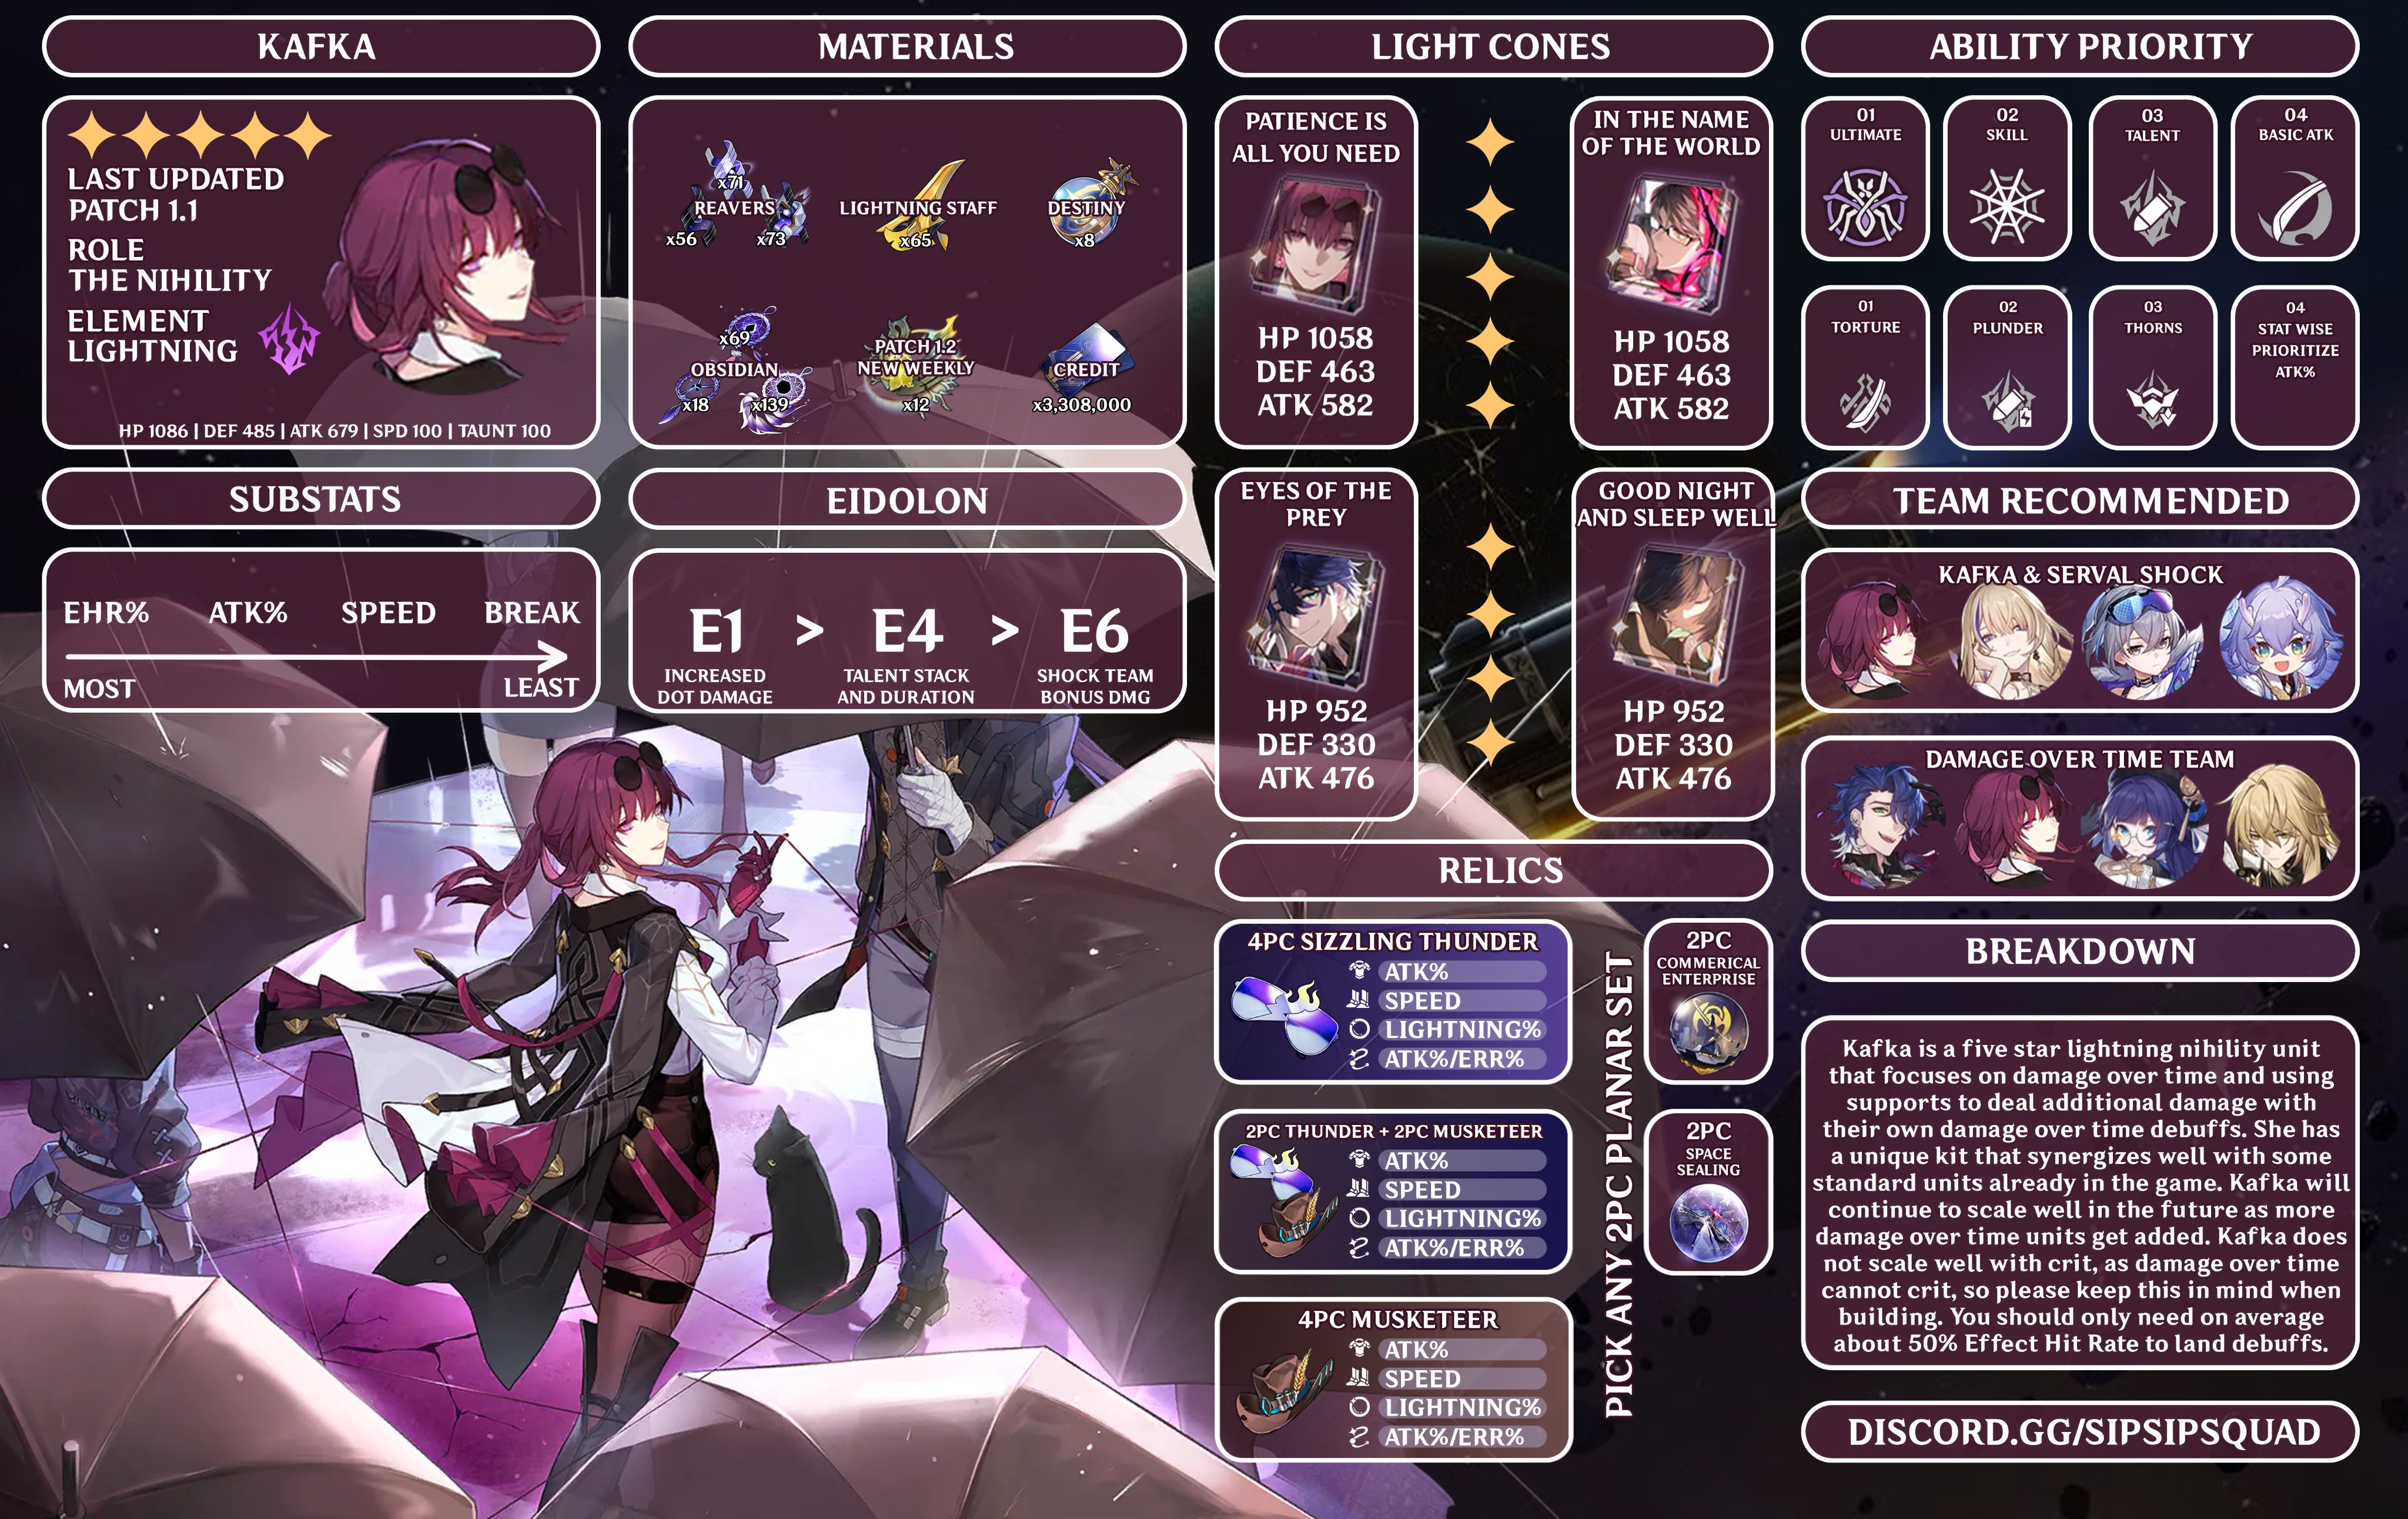 KAFKA
LAST UPDATED
PATCH 1.1
ROLE
THE NIHILITY
ELEMENT
LIGHTNING
HP 1086 | DEF 485 | ATK 679 | SPD 100 | TAUNT 100
MATERIALS
x71
REAVERS
x56
x73
LIGHTNING STAFF
x65
DESTINY
x8
x69
OBSIDIAN
x18
x139
PATCH 1.2
NEW WEEKLY
x12
CREDIT
x3,308,000
SUBSTATS
EHR% ATK% SPEED BREAK
MOST LEAST
EIDOLON
E1 > E4 > E6
INCREASED
DOT DAMAGE
TALENT STACK
AND DURATION
SHOCK TEAM
BONUS DMG
LIGHT CONES
PATIENCE IS
ALL YOU NEED
HP 1058
DEF 463
ATK 582
IN THE NAME
OF THE WORLD
HP 1058
DEF 463
ATK 582
EYES OF THE
PREY
HP 952
DEF 330
ATK 476
GOOD NIGHT
AND SLEEP WELL
HP 952
DEF 330
ATK 476
RELICS
4PC SIZZLING THUNDER
ATK%
SPEED
LIGHTNING%
ATK%/ERR%
2PC THUNDER + 2PC MUSKETEER
ATK%
SPEED
LIGHTNING%
ATK%/ERR%
4PC MUSKETEER
ATK%
SPEED
LIGHTNING%
ATK%/ERR%
PICK ANY 2PC PLANAR SET
2PC
COMMERICAL
ENTERPRISE
2PC
SPACE
SEALING
ABILITY PRIORITY
01
ULTIMATE
02
SKILL
03
TALENT
04
BASIC ATK
01
TORTURE
02
PLUNDER
03
THORNS
04
STAT WISE
PRIORITIZE
ATK%
TEAM RECOMMENDED
KAFKA & SERVAL SHOCK
DAMAGE OVER TIME TEAM
BREAKDOWN
Kafka is a five star lightning nihility unit
that focuses on damage over time and using
supports to deal additional damage with
their own damage over time debuffs. She has
a unique kit that synergizes well with some
standard units already in the game. Kafka will
continue to scale well in the future as more
damage over time units get added. Kafka does
not scale well with crit, as damage over time
cannot crit, so please keep this in mind when
building. You should only need on average
about 50% Effect Hit Rate to land debuffs.
DISCORD.GG/SIPSIPSQUAD